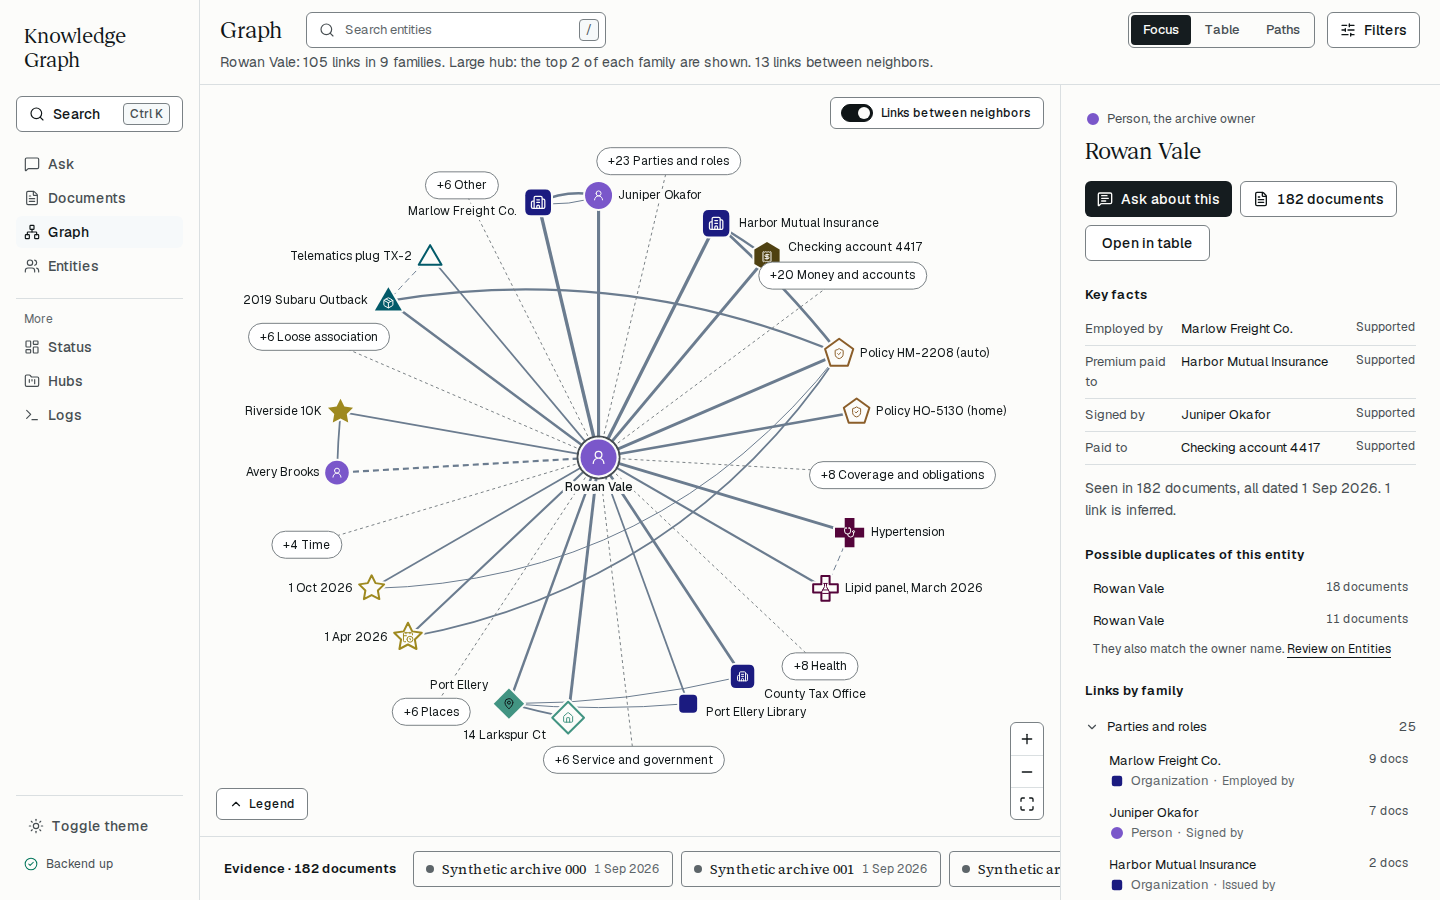 Knowledge
Graph
Search
Ctrl K
Ask
Documents
Graph
Entities
More
Status
Hubs
Logs
Toggle theme
Backend up
Graph
Search entities
/
Focus
Table
Paths
Filters
Rowan Vale: 105 links in 9 families. Large hub: the top 2 of each family are shown. 13 links between neighbors.
Links between neighbors
+23 Parties and roles
+6 Other
Juniper Okafor
Marlow Freight Co.
Harbor Mutual Insurance
Checking account 4417
Telematics plug TX-2
+20 Money and accounts
2019 Subaru Outback
+6 Loose association
Policy HM-2208 (auto)
Riverside 10K
Policy HO-5130 (home)
Avery Brooks
+8 Coverage and obligations
Rowan Vale
+4 Time
Hypertension
1 Oct 2026
Lipid panel, March 2026
1 Apr 2026
+8 Health
Port Ellery
County Tax Office
+6 Places
Port Ellery Library
14 Larkspur Ct
+6 Service and government
Legend
Evidence · 182 documents
Synthetic archive 000 1 Sep 2026
Synthetic archive 001 1 Sep 2026
Synthetic ar
Person, the archive owner
Rowan Vale
Ask about this
182 documents
Open in table
Key facts
Employed by Marlow Freight Co. Supported
Premium paid Harbor Mutual Insurance Supported
to
Signed by Juniper Okafor Supported
Paid to Checking account 4417 Supported
Seen in 182 documents, all dated 1 Sep 2026. 1
link is inferred.
Possible duplicates of this entity
Rowan Vale 18 documents
Rowan Vale 11 documents
They also match the owner name. Review on Entities
Links by family
Parties and roles 25
Marlow Freight Co. 9 docs
Organization · Employed by
Juniper Okafor 7 docs
Person · Signed by
Harbor Mutual Insurance 2 docs
Organization · Issued by